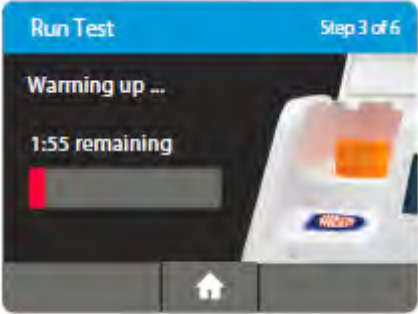 Run Test
Step 3 of 6
Warming up ...
1:55 remaining